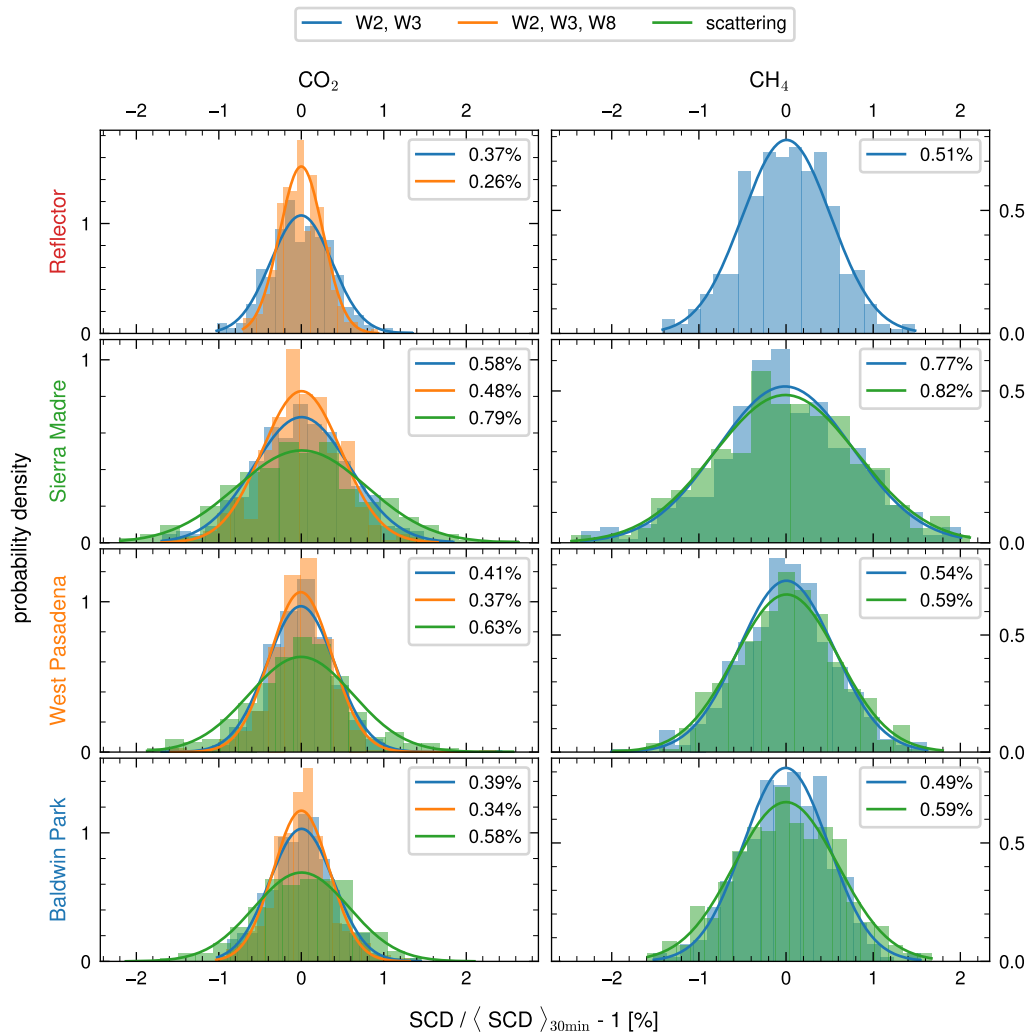 W2, W3 W2, W3, W8 scattering
CO₂ CH₄
−2 −1 0 1 2 −2 −1 0 1 2
Reflector
0 1
0.37%
0.26%
0.51%
0.0 0.5
Sierra Madre
0 1
0.58%
0.48%
0.79%
0.77%
0.82%
0.0 0.5
probability density
West Pasadena
0 1
0.41%
0.37%
0.63%
0.54%
0.59%
0.0 0.5
Baldwin Park
0 1
0.39%
0.34%
0.58%
0.49%
0.59%
0.0 0.5
−2 −1 0 1 2 −2 −1 0 1 2
SCD / ⟨ SCD ⟩₃₀ₘᵢₙ - 1 [%]